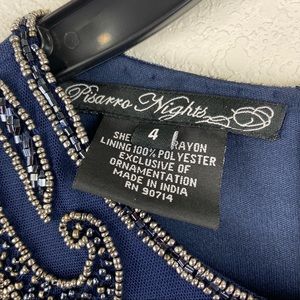 Pisarro Nights
4
SHE RAYON
LINING 100% POLYESTER
EXCLUSIVE OF
ORNAMENTATION
MADE IN INDIA
RN 90714